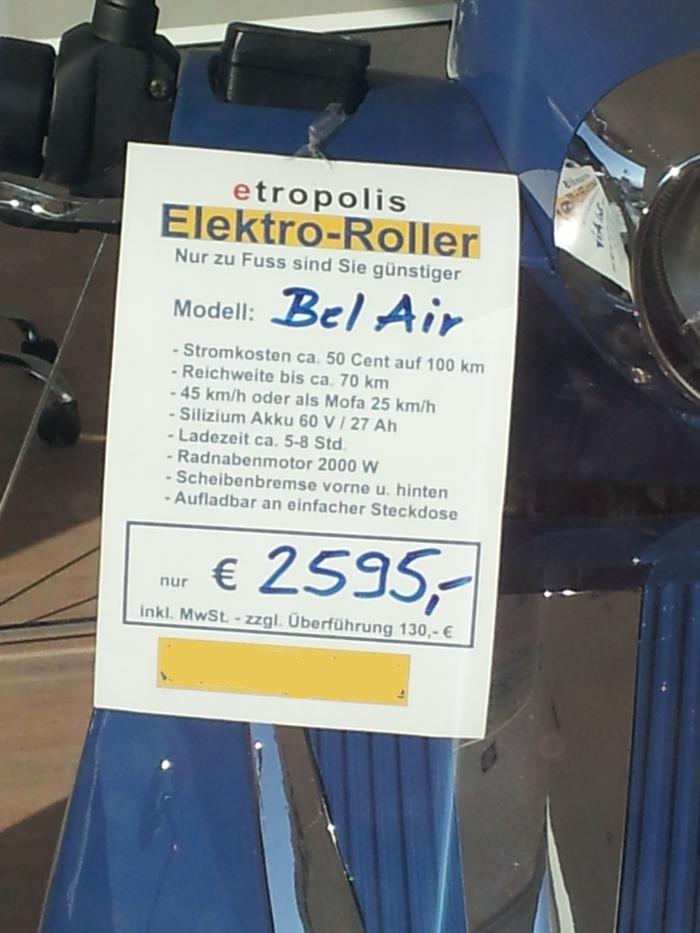 etropolis
Elektro-Roller
Nur zu Fuss sind Sie günstiger
Modell: Bel Air
- Stromkosten ca. 50 Cent auf 100 km
- Reichweite bis ca. 70 km
- 45 km/h oder als Mofa 25 km/h
- Silizium Akku 60 V / 27 Ah
- Ladezeit ca. 5-8 Std.
- Radnabenmotor 2000 W
- Scheibenbremse vorne u. hinten
- Aufladbar an einfacher Steckdose
nur € 2595,-
inkl. MwSt. - zzgl. Überführung 130,- €